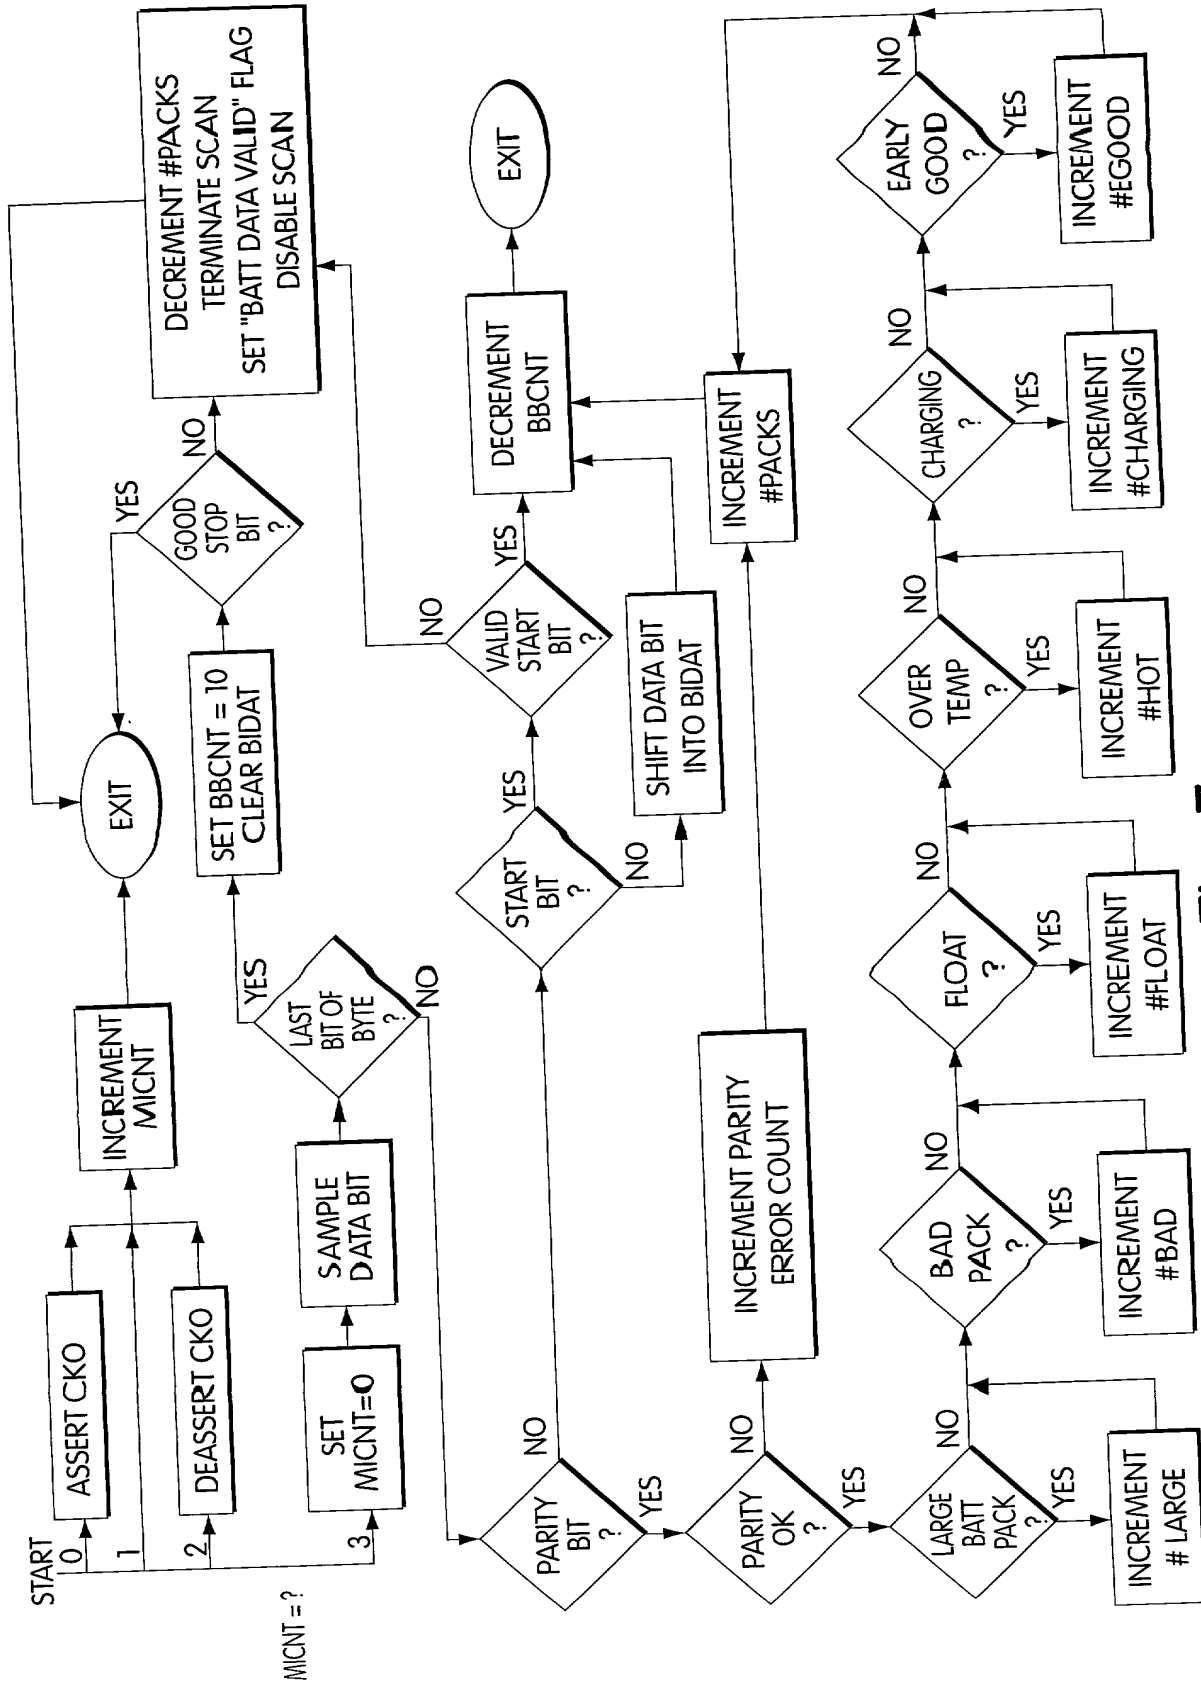 START
MICNT = ?
0
1
2
3
ASSERT CKO
DEASSERT CKO
SET
MICNT=0
INCREMENT
MICNT
EXIT
SAMPLE
DATA BIT
LAST
BIT OF
BYTE
?
YES
NO
SET BBCNT = 10
CLEAR BIDAT
GOOD
STOP
BIT
?
YES
NO
DECREMENT #PACKS
TERMINATE SCAN
SET "BATT DATA VALID" FLAG
DISABLE SCAN
PARITY
BIT
?
NO
YES
START
BIT
?
YES
NO
VALID
START
BIT
?
NO
YES
SHIFT DATA BIT
INTO BIDAT
DECREMENT
BBCNT
EXIT
PARITY
OK
?
NO
YES
INCREMENT PARITY
ERROR COUNT
INCREMENT
#PACKS
LARGE
BATT
PACK
?
NO
YES
INCREMENT
# LARGE
BAD
PACK
?
NO
YES
INCREMENT
# BAD
FLOAT
?
NO
YES
INCREMENT
#FLOAT
OVER
TEMP
?
NO
YES
INCREMENT
#HOT
CHARGING
?
NO
YES
INCREMENT
#CHARGING
EARLY
GOOD
?
NO
YES
INCREMENT
#EGOOD